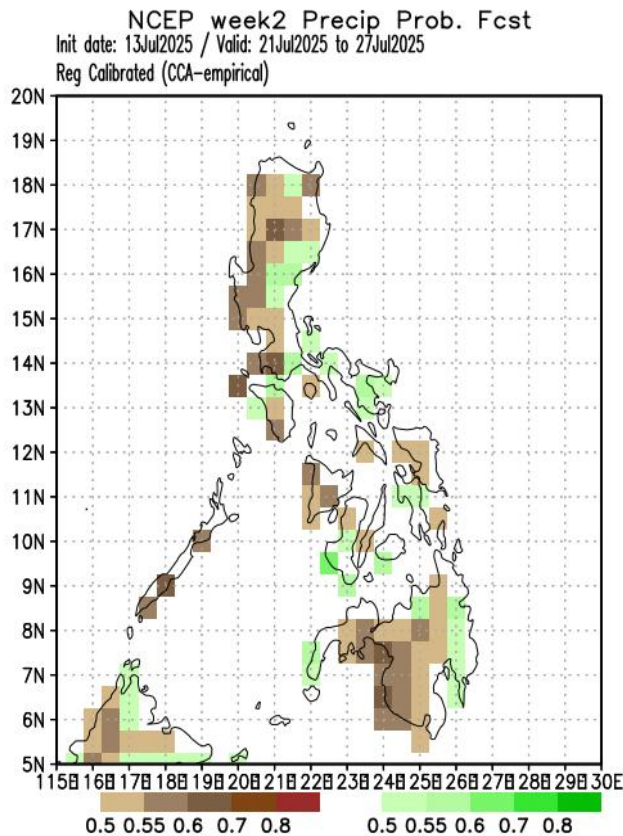 NCEP week2 Precip Prob. Fcst
Init date: 13Jul2025 / Valid: 21Jul2025 to 27Jul2025
Reg Calibrated (CCA-empirical)
20N
19N
18N
17N
16N
15N
14N
13N
12N
11N
10N
9N
8N
7N
6N
5N
115E 116E 117E 118E 119E 120E 121E 122E 123E 124E 125E 126E 127E 128E 129E 130E
0.5 0.55 0.6 0.7 0.8 0.5 0.55 0.6 0.7 0.8